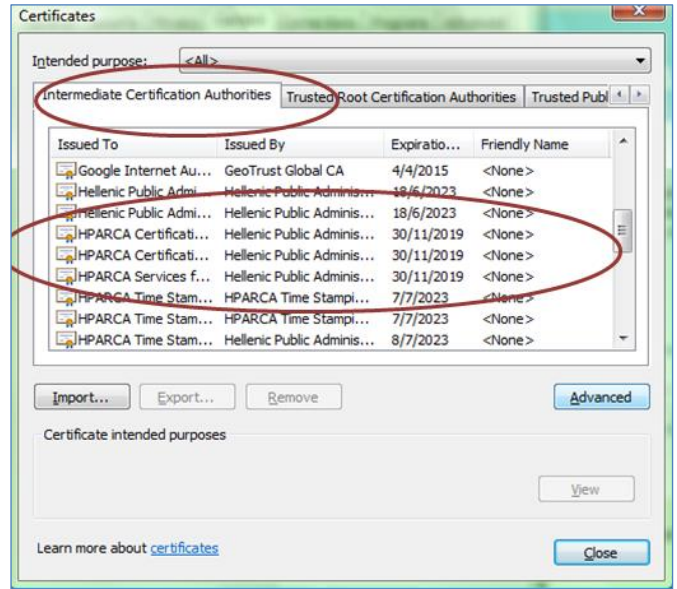 Certificates
Intended purpose: <All>
Intermediate Certification Authorities Trusted Root Certification Authorities Trusted Publ
Issued To Issued By Expiratio... Friendly Name
Google Internet Au... GeoTrust Global CA 4/4/2015 <None>
Hellenic Public Admi... Hellenic Public Adminis... 18/6/2023 <None>
Hellenic Public Admi... Hellenic Public Adminis... 18/6/2023 <None>
HPARCA Certificati... Hellenic Public Adminis... 30/11/2019 <None>
HPARCA Certificati... Hellenic Public Adminis... 30/11/2019 <None>
HPARCA Services f... Hellenic Public Adminis... 30/11/2019 <None>
HPARCA Time Stam... HPARCA Time Stampi... 7/7/2023 <None>
HPARCA Time Stam... HPARCA Time Stampi... 7/7/2023 <None>
HPARCA Time Stam... Hellenic Public Adminis... 8/7/2023 <None>
Import... Export... Remove Advanced
Certificate intended purposes
View
Learn more about certificates
Close